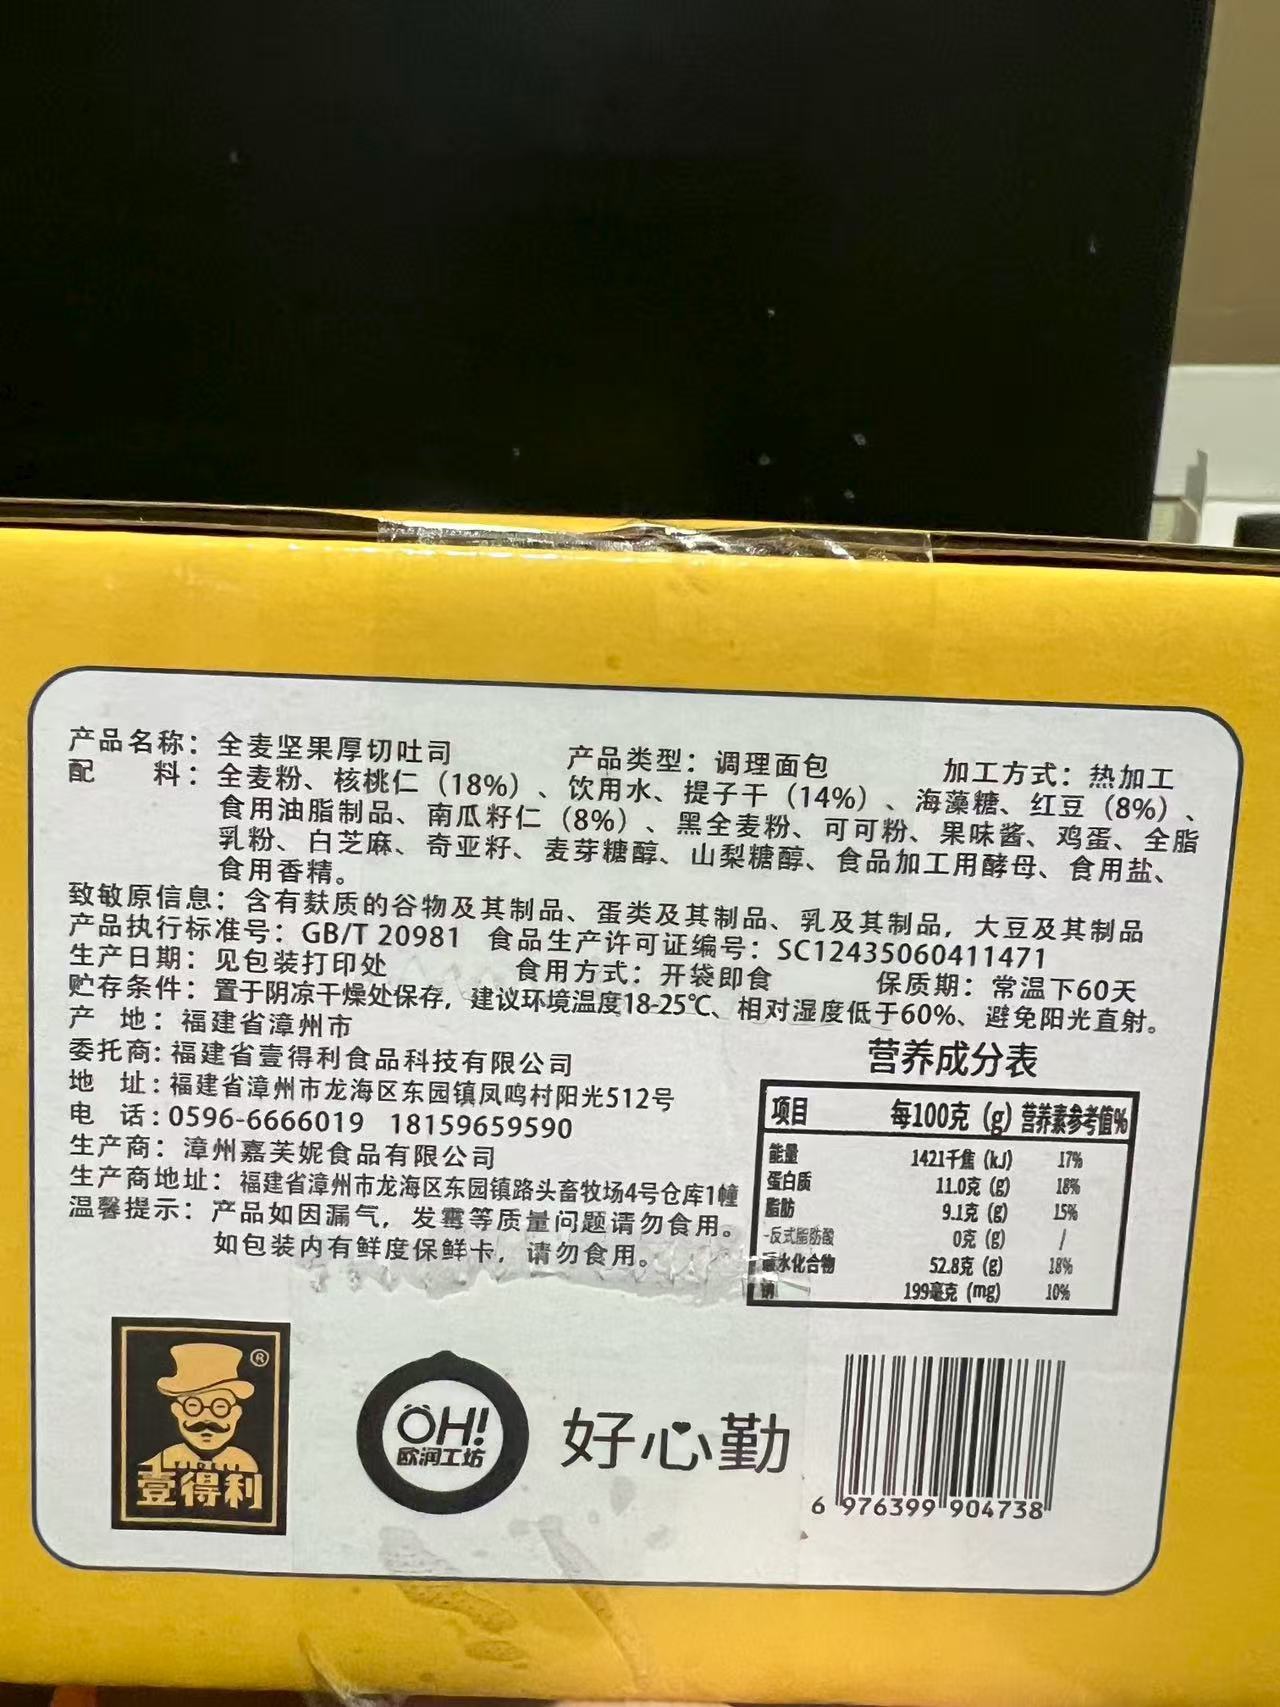 产品名称：全麦坚果厚切吐司 产品类型：调理面包 加工方式：热加工
配 料：全麦粉、核桃仁（18%）、饮用水、提子干（14%）、海藻糖、红豆（8%）、
食用油脂制品、南瓜籽仁（8%）、黑全麦粉、可可粉、果味酱、鸡蛋、全脂
乳粉、白芝麻、奇亚籽、麦芽糖醇、山梨糖醇、食品加工用酵母、食用盐、
食用香精。
致敏原信息：含有麸质的谷物及其制品、蛋类及其制品、乳及其制品，大豆及其制品
产品执行标准号：GB/T 20981 食品生产许可证编号：SC12435060411471
生产日期：见包装打印处 食用方式：开袋即食 保质期：常温下60天
贮存条件：置于阴凉干燥处保存，建议环境温度18-25℃、相对湿度低于60%、避免阳光直射。
产 地：福建省漳州市
委托商：福建省壹得利食品科技有限公司
地 址：福建省漳州市龙海区东园镇凤鸣村阳光512号
电 话：0596-6666019 18159659590
生产商：漳州嘉芙妮食品有限公司
生产商地址：福建省漳州市龙海区东园镇路头畜牧场4号仓库1幢
温馨提示：产品如因漏气，发霉等质量问题请勿食用。
如包装内有鲜度保鲜卡，请勿食用。
营养成分表
项目 每100克（g） 营养素参考值%
能量 1421千焦（kJ） 17%
蛋白质 11.0克（g） 18%
脂肪 9.1克（g） 15%
-反式脂肪酸 0克（g） /
碳水化合物 52.8克（g） 18%
钠 199毫克（mg） 10%
®
壹得利
OH!
欧润工坊
好心勤
6 976399 904738